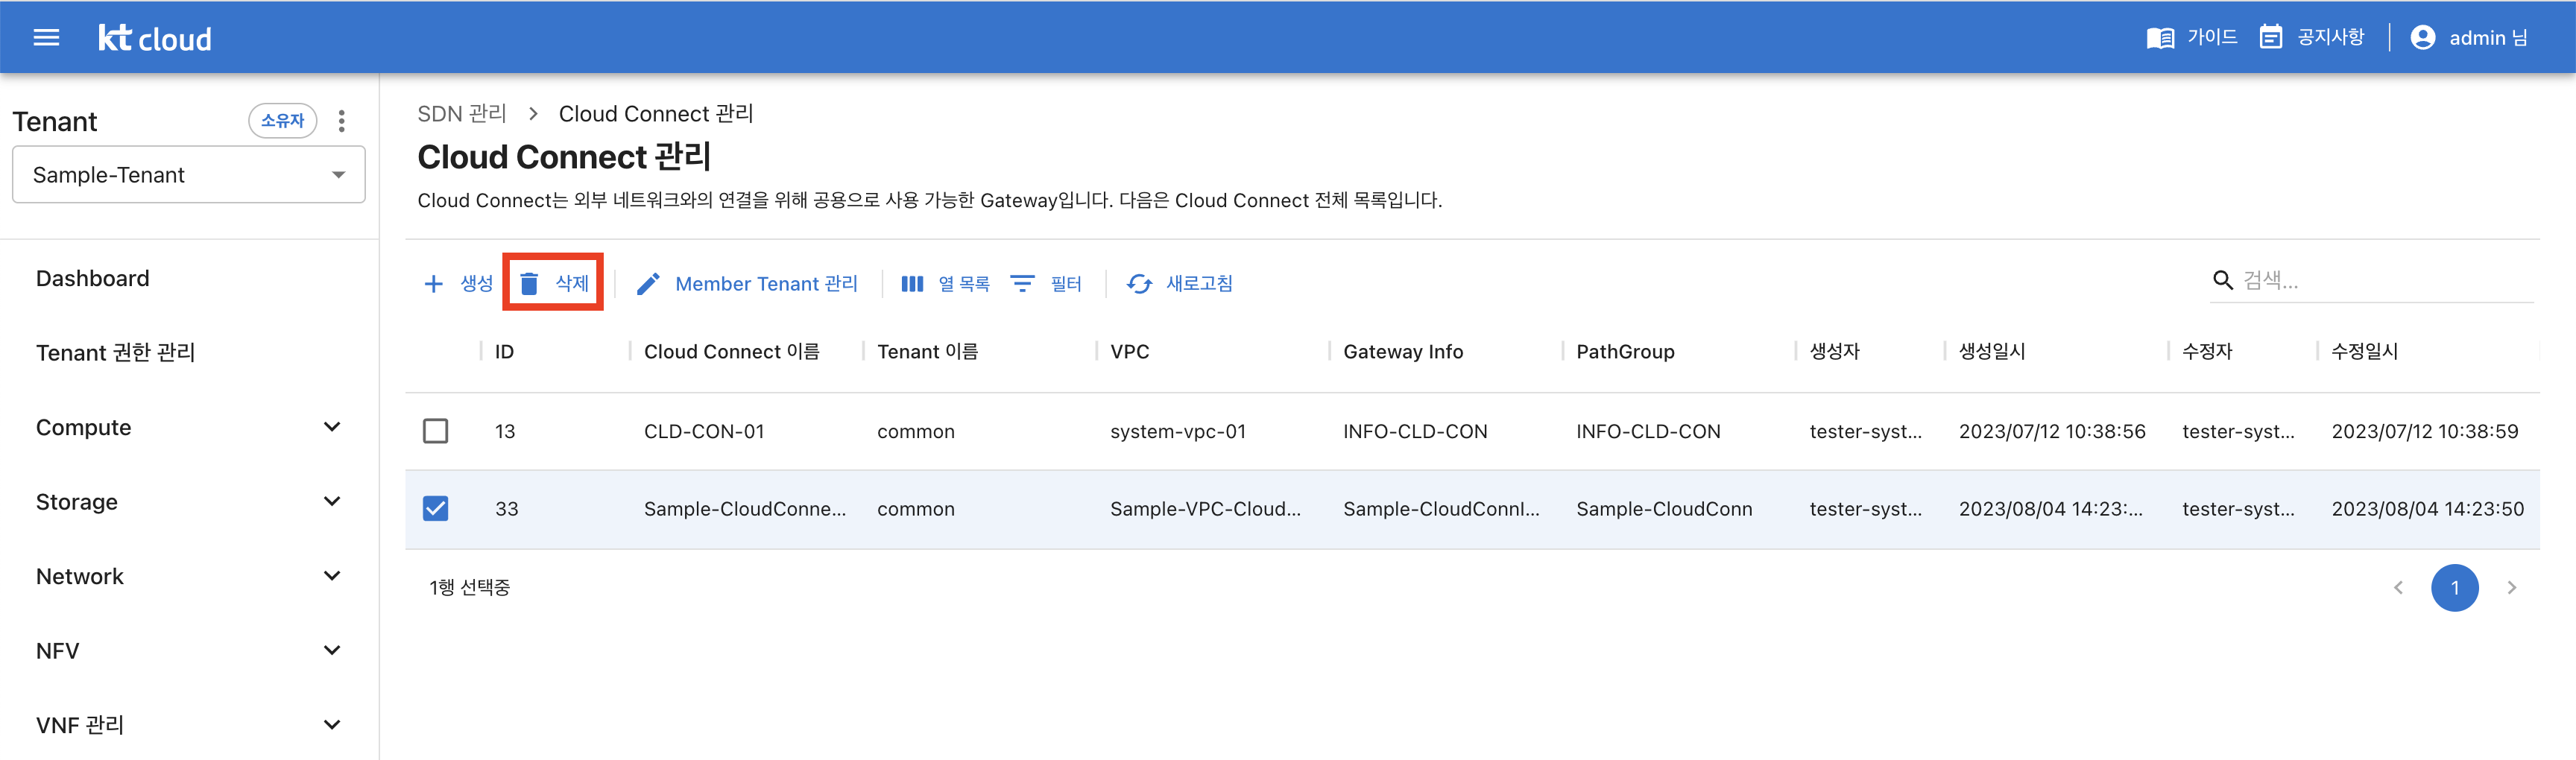 kt cloud
가이드
공지사항
admin 님
Tenant
소유자
Sample-Tenant
Dashboard
Tenant 권한 관리
Compute
Storage
Network
NFV
VNF 관리
SDN 관리 > Cloud Connect 관리
Cloud Connect 관리
Cloud Connect는 외부 네트워크와의 연결을 위해 공용으로 사용 가능한 Gateway입니다. 다음은 Cloud Connect 전체 목록입니다.
생성 삭제 Member Tenant 관리 열 목록 필터 새로고침 검색...
ID Cloud Connect 이름 Tenant 이름 VPC Gateway Info PathGroup 생성자 생성일시 수정자 수정일시
13 CLD-CON-01 common system-vpc-01 INFO-CLD-CON INFO-CLD-CON tester-syst... 2023/07/12 10:38:56 tester-syst... 2023/07/12 10:38:59
33 Sample-CloudConne... common Sample-VPC-Cloud... Sample-CloudConnI... Sample-CloudConn tester-syst... 2023/08/04 14:23:... tester-syst... 2023/08/04 14:23:50
1행 선택중
1